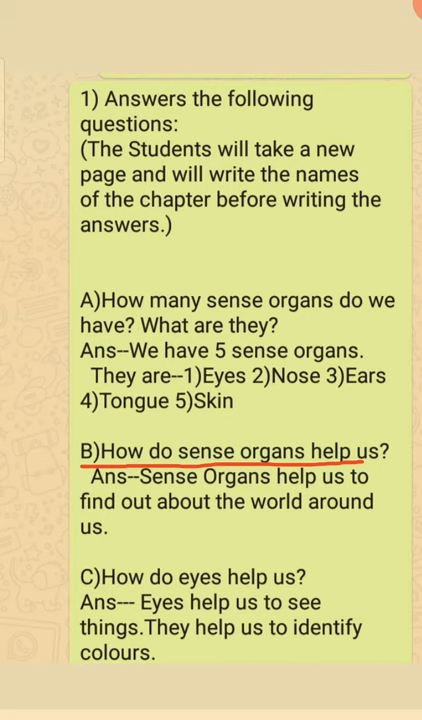 1) Answers the following
questions:
(The Students will take a new
page and will write the names
of the chapter before writing the
answers.)
A)How many sense organs do we
have? What are they?
Ans--We have 5 sense organs.
They are--1)Eyes 2)Nose 3)Ears
4)Tongue 5)Skin
B)How do sense organs help us?
Ans--Sense Organs help us to
find out about the world around
us.
C)How do eyes help us?
Ans--- Eyes help us to see
things.They help us to identify
colours.